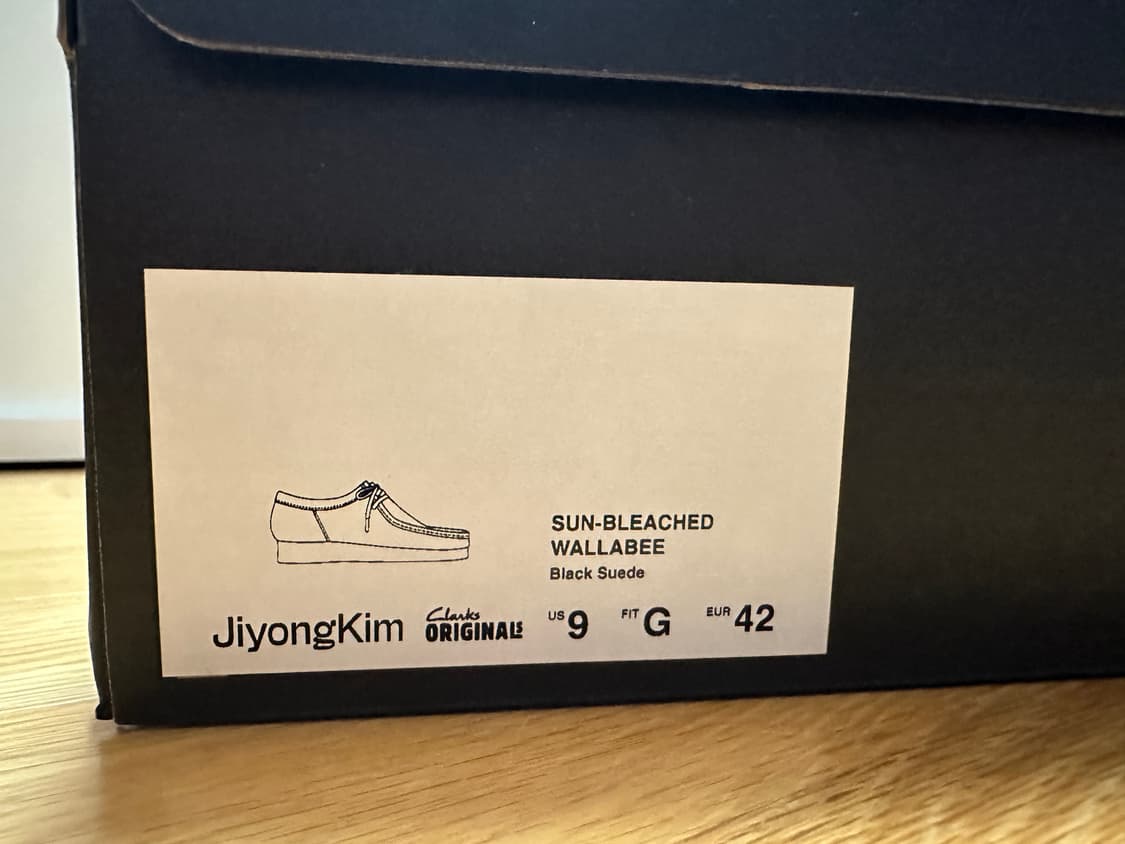 SUN-BLEACHED
WALLABEE
Black Suede
JiyongKim Clarks ORIGINALS US 9 FIT G EUR 42